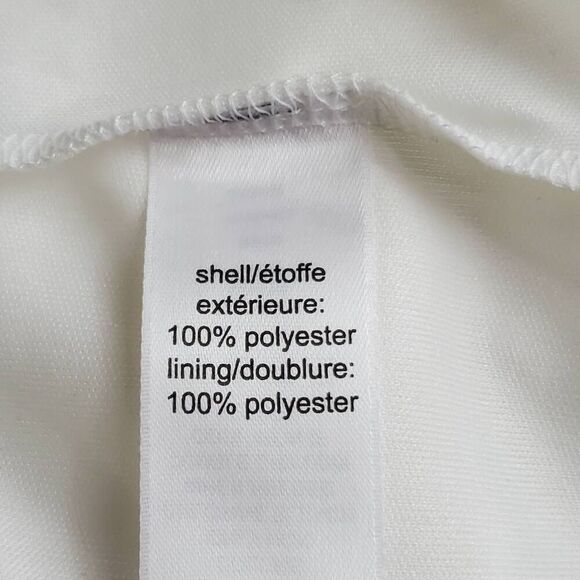 shell/étoffe
extérieure:
100% polyester
lining/doublure:
100% polyester